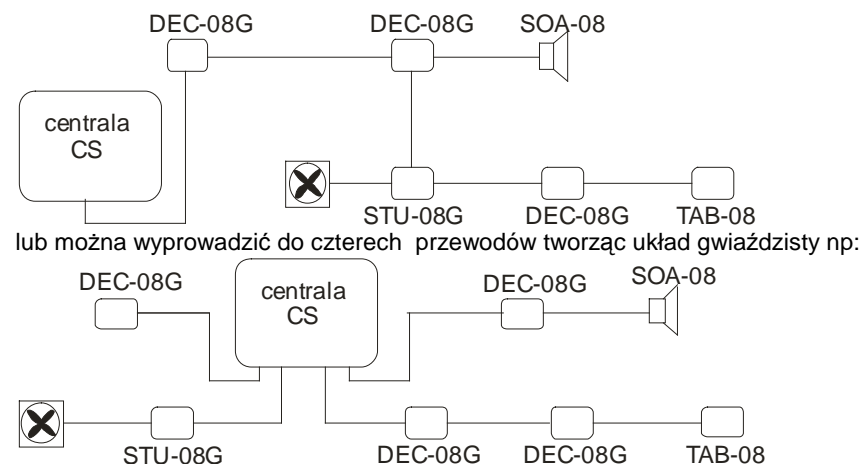 DEC-08G DEC-08G SOA-08
centrala
CS
STU-08G DEC-08G TAB-08
lub można wyprowadzić do czterech przewodów tworząc układ gwiaździsty np:
DEC-08G centrala DEC-08G SOA-08
CS
STU-08G DEC-08G DEC-08G TAB-08